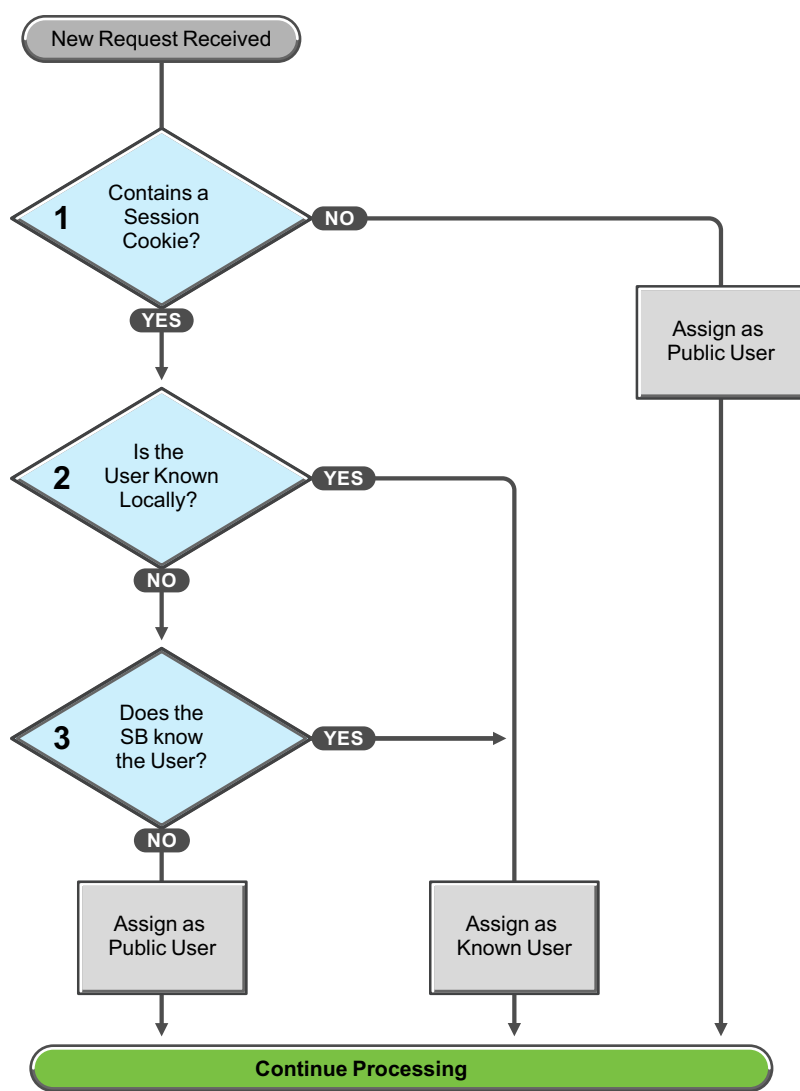 New Request Received
1
Contains a
Session
Cookie?
NO
YES
Assign as
Public User
2
Is the
User Known
Locally?
YES
NO
3
Does the
SB know
the User?
YES
NO
Assign as
Public User
Assign as
Known User
Continue Processing